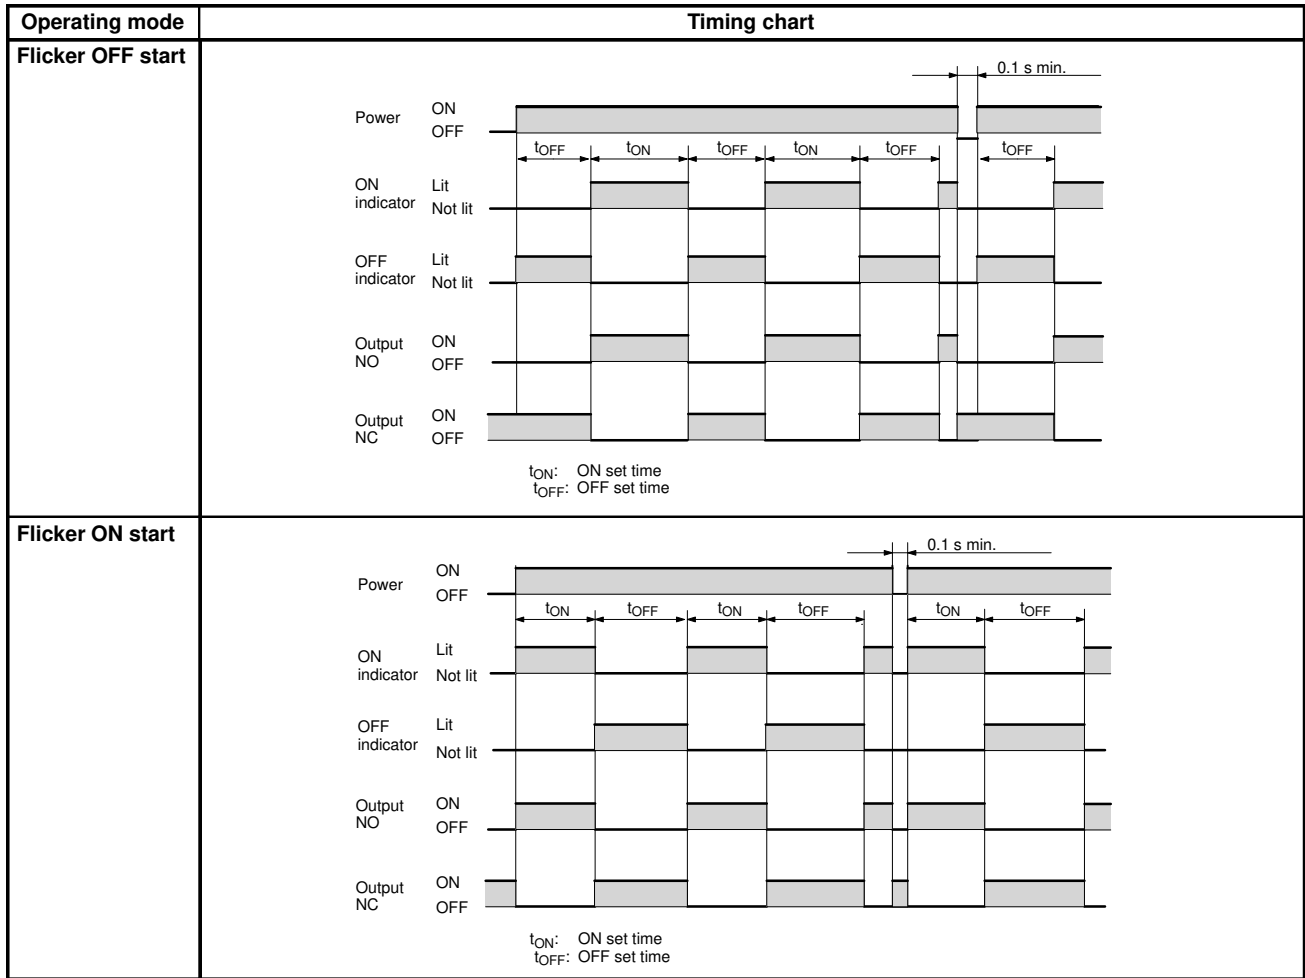 Operating mode Timing chart
Flicker OFF start
0.1 s min.
Power ON
OFF
tOFF tON tOFF tON tOFF tOFF
ON indicator Lit
Not lit
OFF indicator Lit
Not lit
Output NO ON
OFF
Output NC ON
OFF
tON: ON set time
tOFF: OFF set time
Flicker ON start
0.1 s min.
Power ON
OFF
tON tOFF tON tOFF tON tOFF
ON indicator Lit
Not lit
OFF indicator Lit
Not lit
Output NO ON
OFF
Output NC ON
OFF
tON: ON set time
tOFF: OFF set time